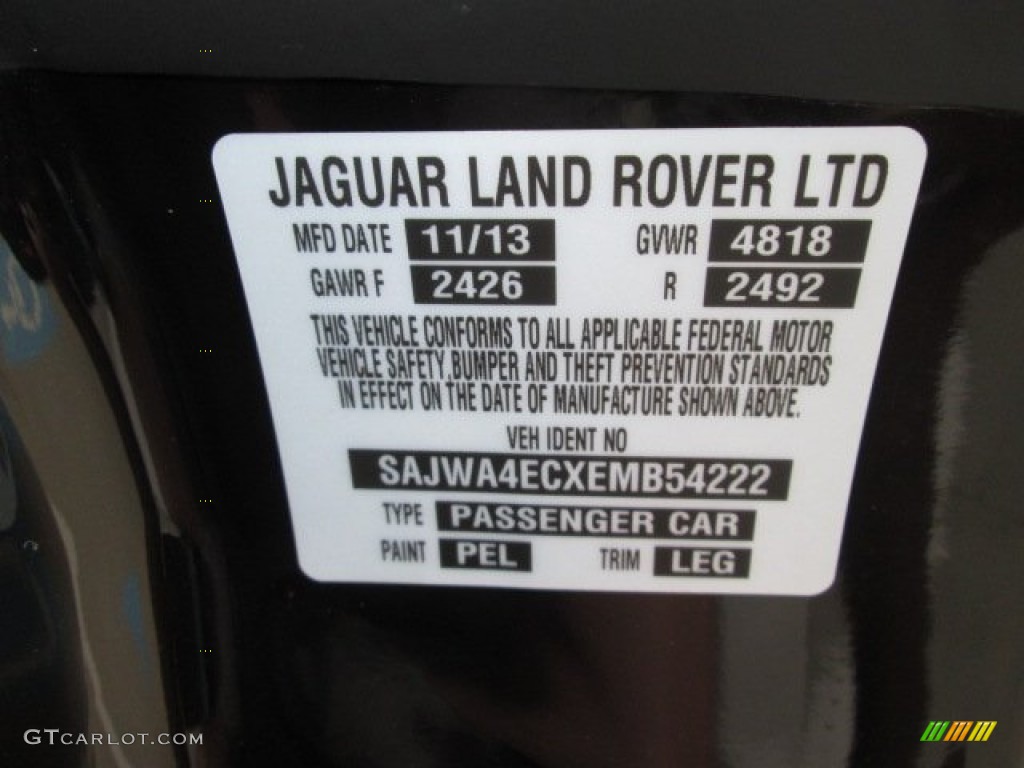 JAGUAR LAND ROVER LTD
MFD DATE 11/13 GVWR 4818
GAWR F 2426 R 2492
THIS VEHICLE CONFORMS TO ALL APPLICABLE FEDERAL MOTOR
VEHICLE SAFETY, BUMPER AND THEFT PREVENTION STANDARDS
IN EFFECT ON THE DATE OF MANUFACTURE SHOWN ABOVE.
VEH IDENT NO
SAJWA4ECXEMB54222
TYPE PASSENGER CAR
PAINT PEL TRIM LEG
GTCARLOT.COM